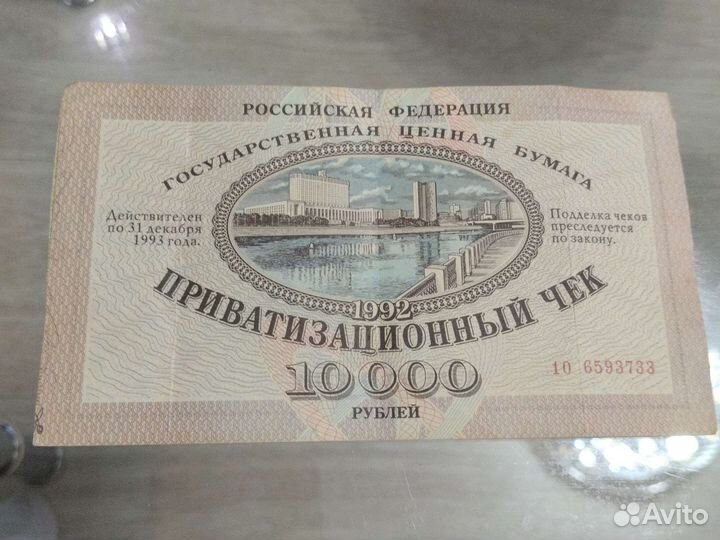 РОССИЙСКАЯ ФЕДЕРАЦИЯ
ГОСУДАРСТВЕННАЯ ЦЕННАЯ БУМАГА
Действителен
по 31 декабря
1993 года.
Подделка чеков
преследуется
по закону.
1992
ПРИВАТИЗАЦИОННЫЙ ЧЕК
10 000
РУБЛЕЙ
10 6593733
Avito